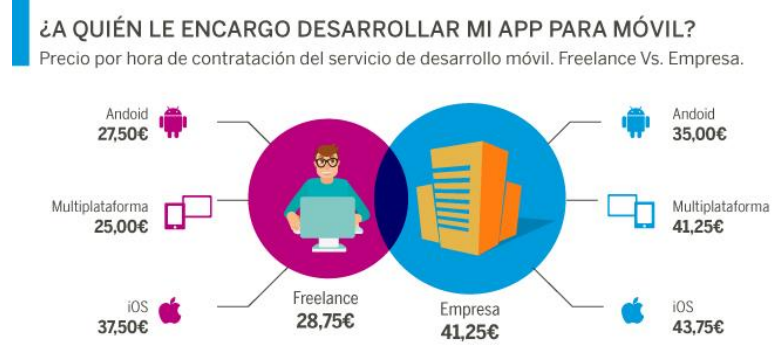 ¿A QUIÉN LE ENCARGO DESARROLLAR MI APP PARA MÓVIL?
Precio por hora de contratación del servicio de desarrollo móvil. Freelance Vs. Empresa.
Andoid
27,50€
Multiplataforma
25,00€
iOS
37,50€
Freelance
28,75€
Empresa
41,25€
Andoid
35,00€
Multiplataforma
41,25€
iOS
43,75€